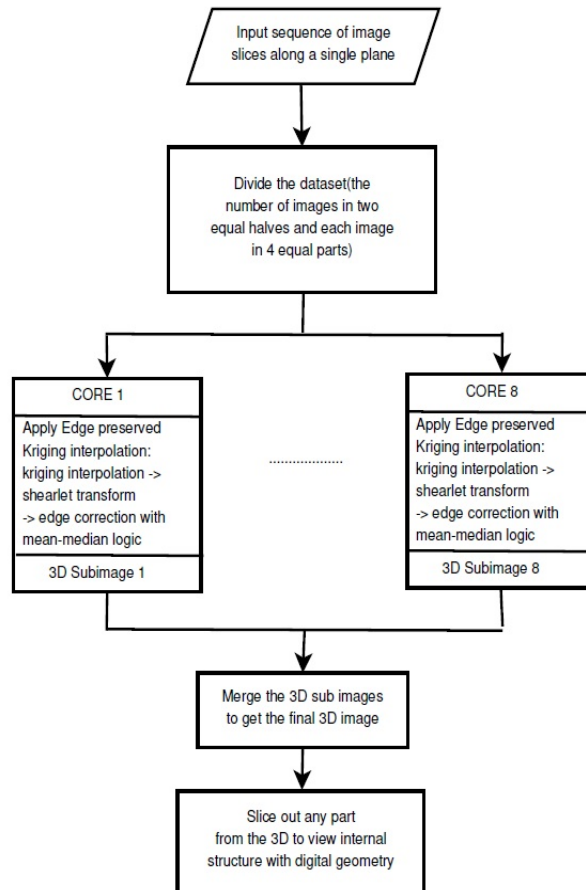 Input sequence of image
slices along a single plane
Divide the dataset(the
number of images in two
equal halves and each image
in 4 equal parts)
CORE 1
Apply Edge preserved
Kriging interpolation:
kriging interpolation ->
shearlet transform
-> edge correction with
mean-median logic
3D Subimage 1
....................
CORE 8
Apply Edge preserved
Kriging interpolation:
kriging interpolation ->
shearlet transform
-> edge correction with
mean-median logic
3D Subimage 8
Merge the 3D sub images
to get the final 3D image
Slice out any part
from the 3D to view internal
structure with digital geometry